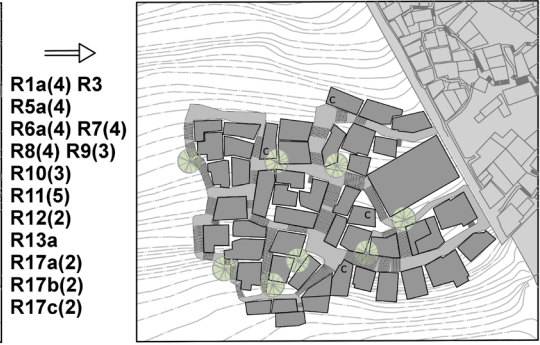 R1a(4) R3
R5a(4)
R6a(4) R7(4)
R8(4) R9(3)
R10(3)
R11(5)
R12(2)
R13a
R17a(2)
R17b(2)
R17c(2)
C
C
C
C